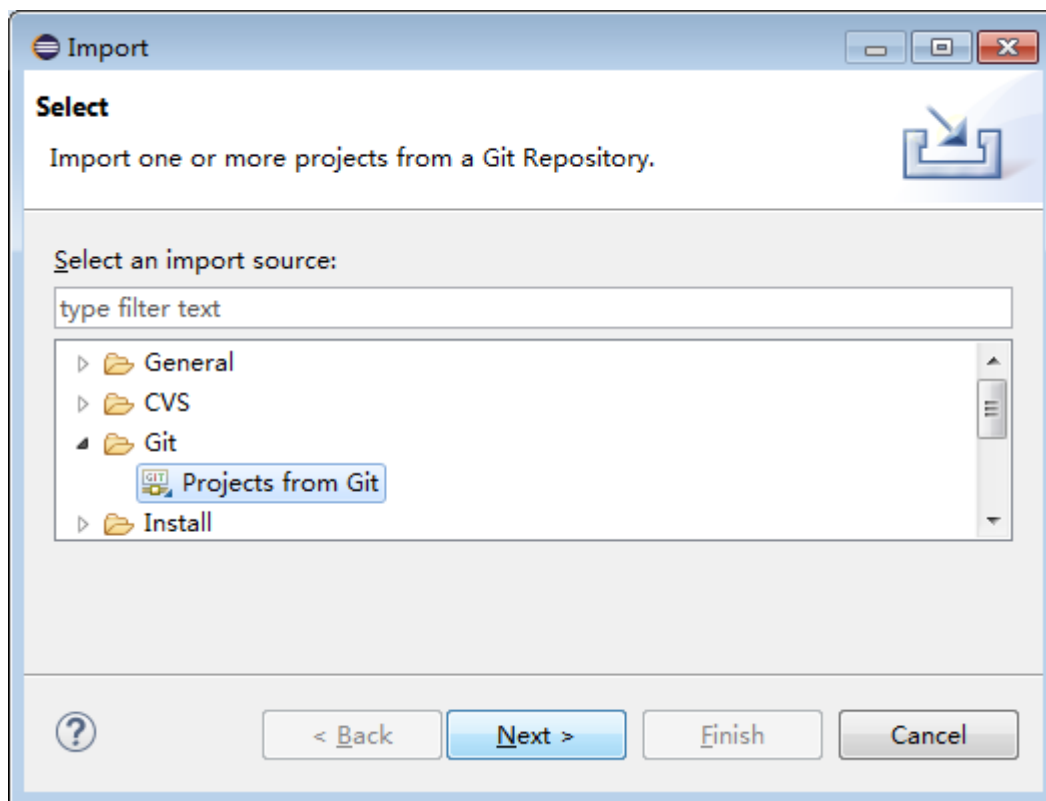 Import
Select
Import one or more projects from a Git Repository.
Select an import source:
type filter text
General
CVS
Git
GIT Projects from Git
Install
? < Back Next > Finish Cancel